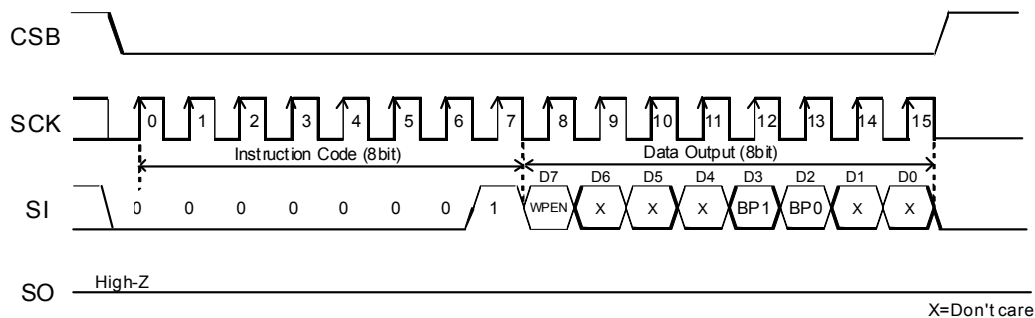 CSB
SCK 0 1 2 3 4 5 6 7 8 9 10 11 12 13 14 15
Instruction Code (8bit) Data Output (8bit)
D7 D6 D5 D4 D3 D2 D1 D0
SI 0 0 0 0 0 0 0 1 WPEN X X X BP1 BP0 X X
High-Z
SO
X=Don't care